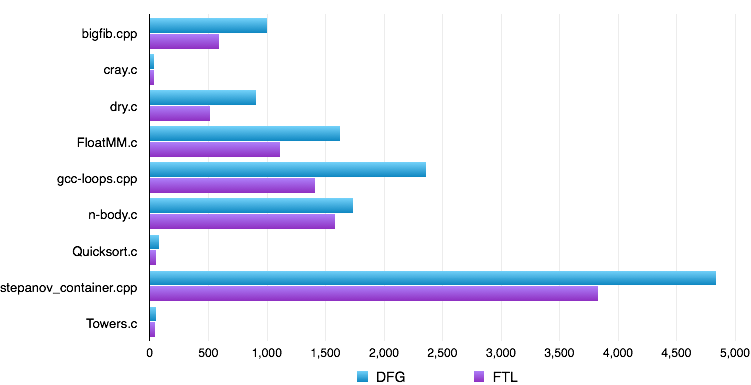 bigfib.cpp
cray.c
dry.c
FloatMM.c
gcc-loops.cpp
n-body.c
Quicksort.c
stepanov_container.cpp
Towers.c
0 500 1,000 1,500 2,000 2,500 3,000 3,500 4,000 4,500 5,000
DFG FTL